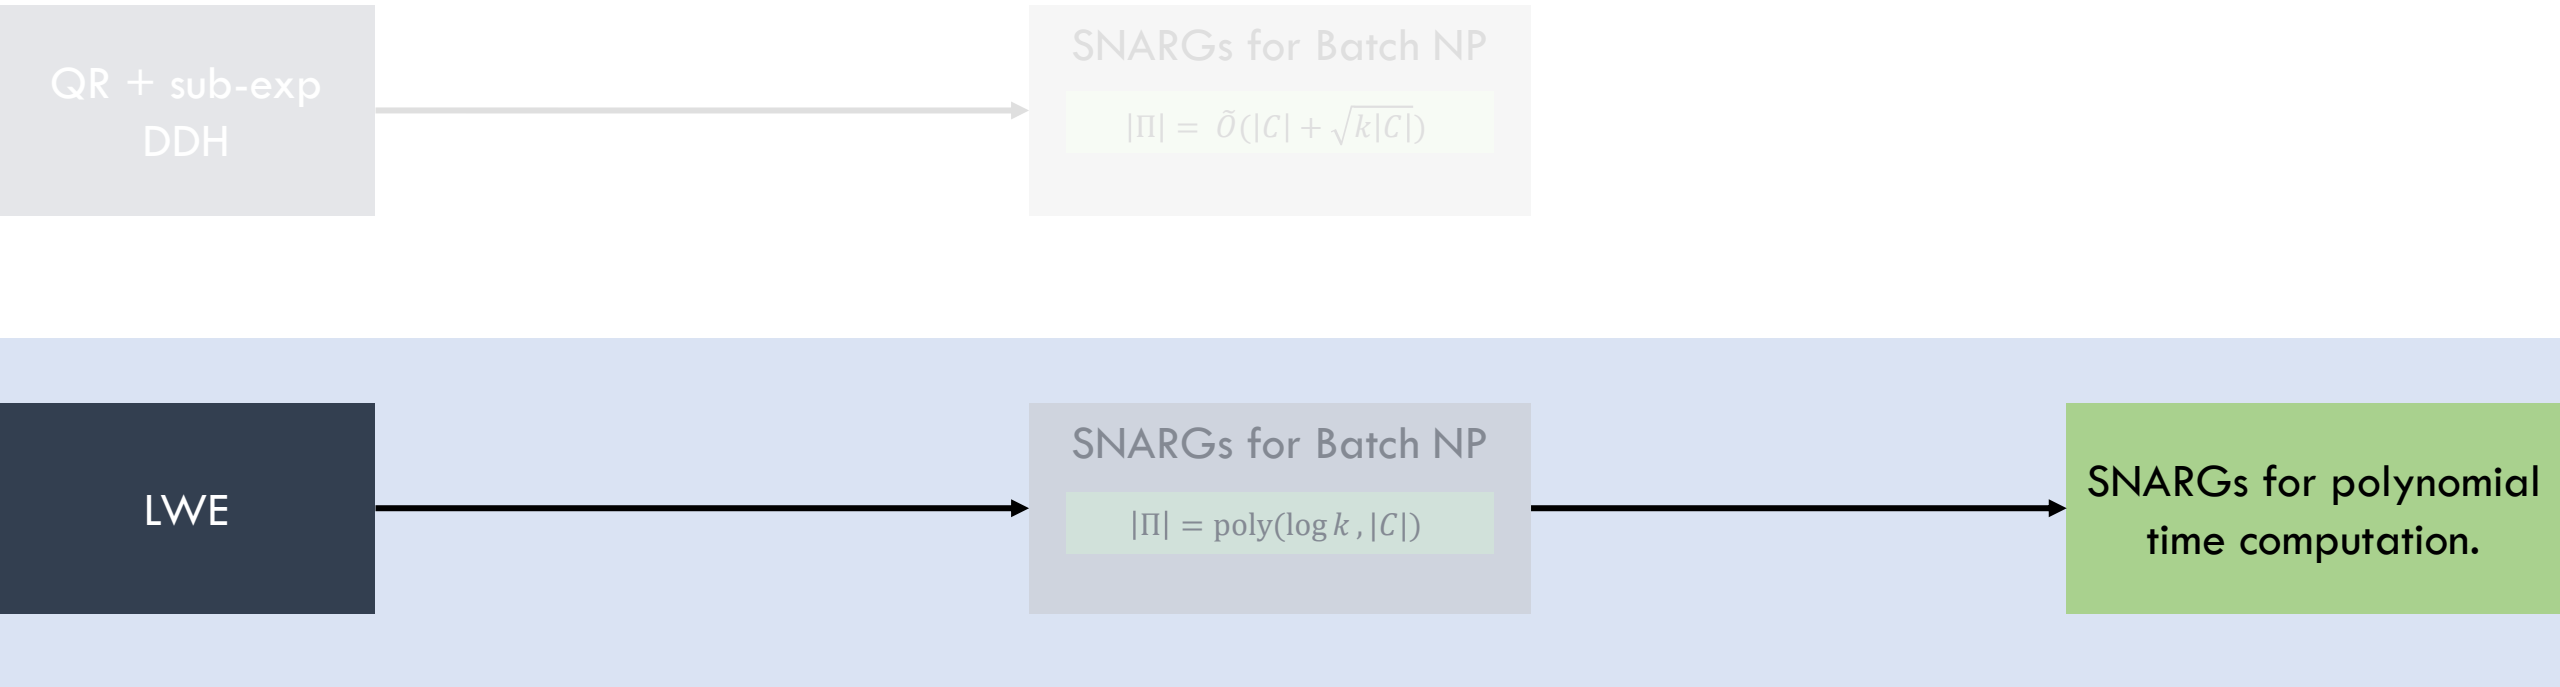 QR + sub-exp
DDH
SNARGs for Batch NP
|Π| = Õ(|C| + √k|C|)
LWE
SNARGs for Batch NP
|Π| = poly(log k , |C|)
SNARGs for polynomial
time computation.